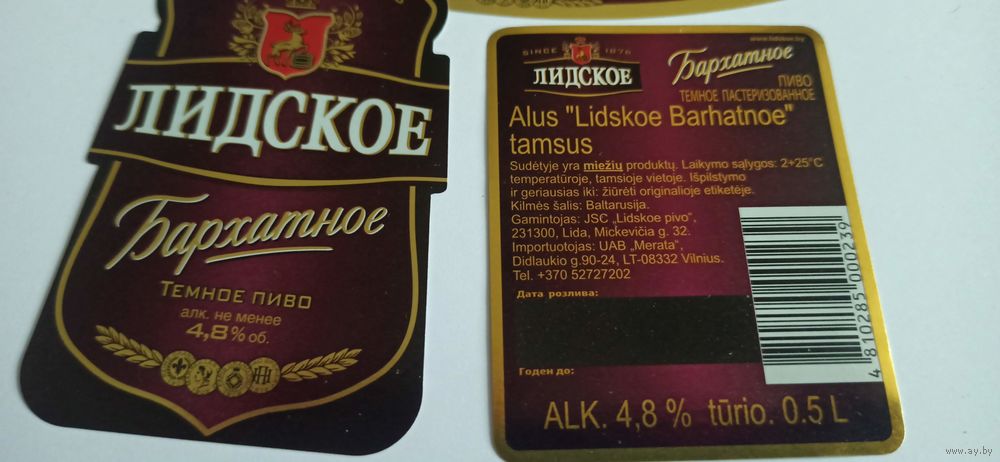 ЛИДСКОЕ
Бархатное
ТЕМНОЕ ПИВО
алк. не менее
4,8% об.
www.lidskoe.by
SINCE 1876
ЛИДСКОЕ
Бархатное
ПИВО
ТЕМНОЕ ПАСТЕРИЗОВАННОЕ
Alus "Lidskoe Barhatnoe"
tamsus
Sudėtyje yra miežių produktų. Laikymo sąlygos: 2+25°C
temperatūroje, tamsioje vietoje. Išpilstymo
ir geriausias iki: žiūrėti originalioje etiketėje.
Kilmės šalis: Baltarusija.
Gamintojas: JSC „Lidskoe pivo",
231300, Lida, Mickevičia g. 32.
Importuotojas: UAB „Merata",
Didlaukio g.90-24, LT-08332 Vilnius.
Tel. +370 52727202
Дата розлива:
Годен до:
ALK. 4,8 % tūrio. 0.5 L
4 810285 000239
www.ay.by